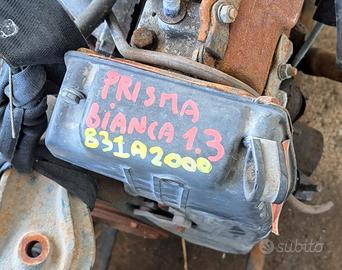 PRISMA
BIANCA 1.3
831A2000
subito